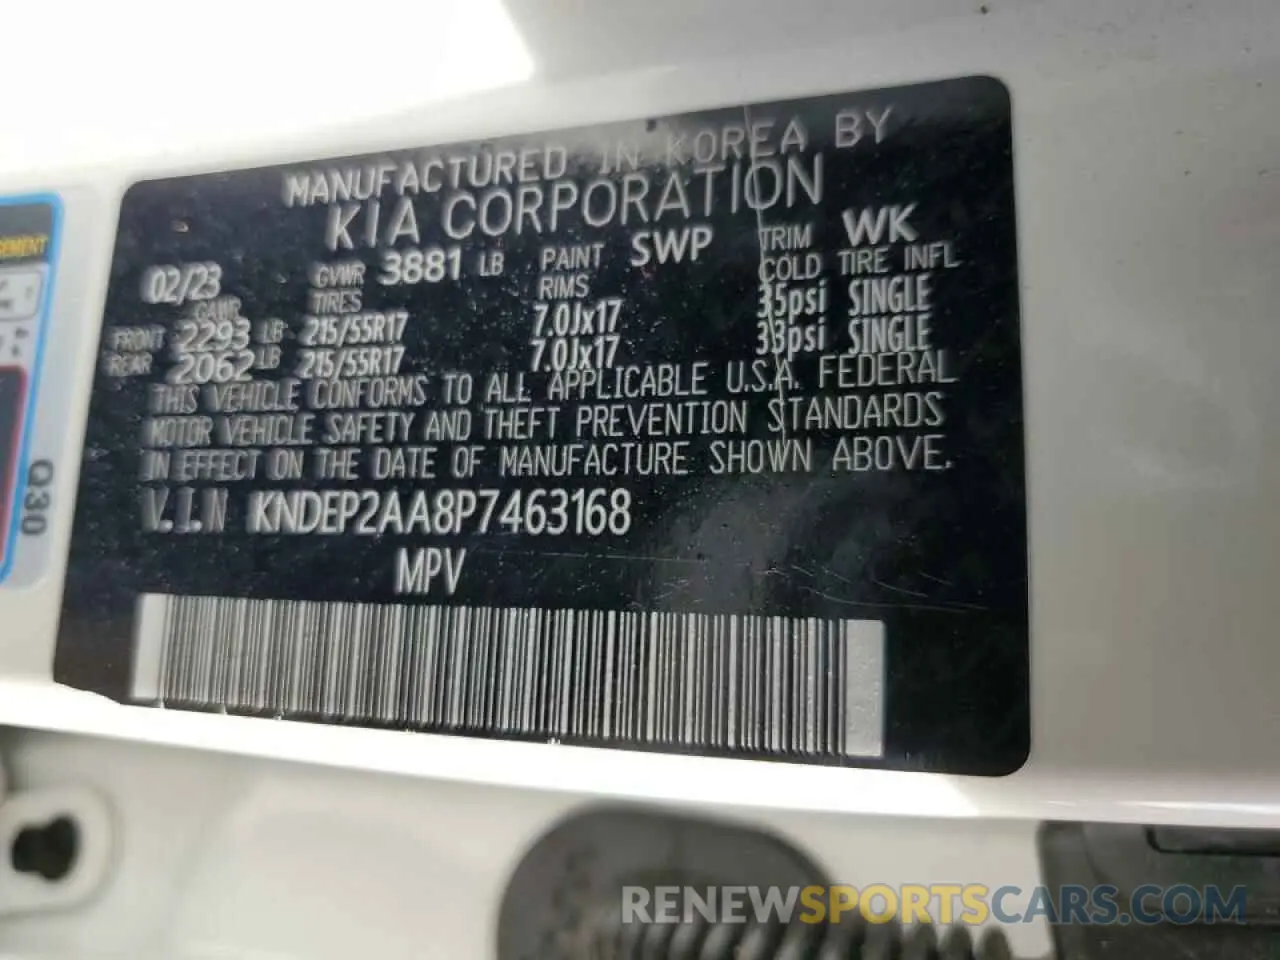 MANUFACTURED IN KOREA BY
KIA CORPORATION
02/23 GVWR 3881 LB PAINT SWP TRIM WK
GAWR TIRES RIMS COLD TIRE INFL
FRONT 2293 LB 215/55R17 7.0Jx17 35psi SINGLE
REAR 2062 LB 215/55R17 7.0Jx17 33psi SINGLE
THIS VEHICLE CONFORMS TO ALL APPLICABLE U.S.A. FEDERAL
MOTOR VEHICLE SAFETY AND THEFT PREVENTION STANDARDS
IN EFFECT ON THE DATE OF MANUFACTURE SHOWN ABOVE.
V.I.N KNDEP2AA8P7463168
MPV
Q30
RENEWSPORTSCARS.COM